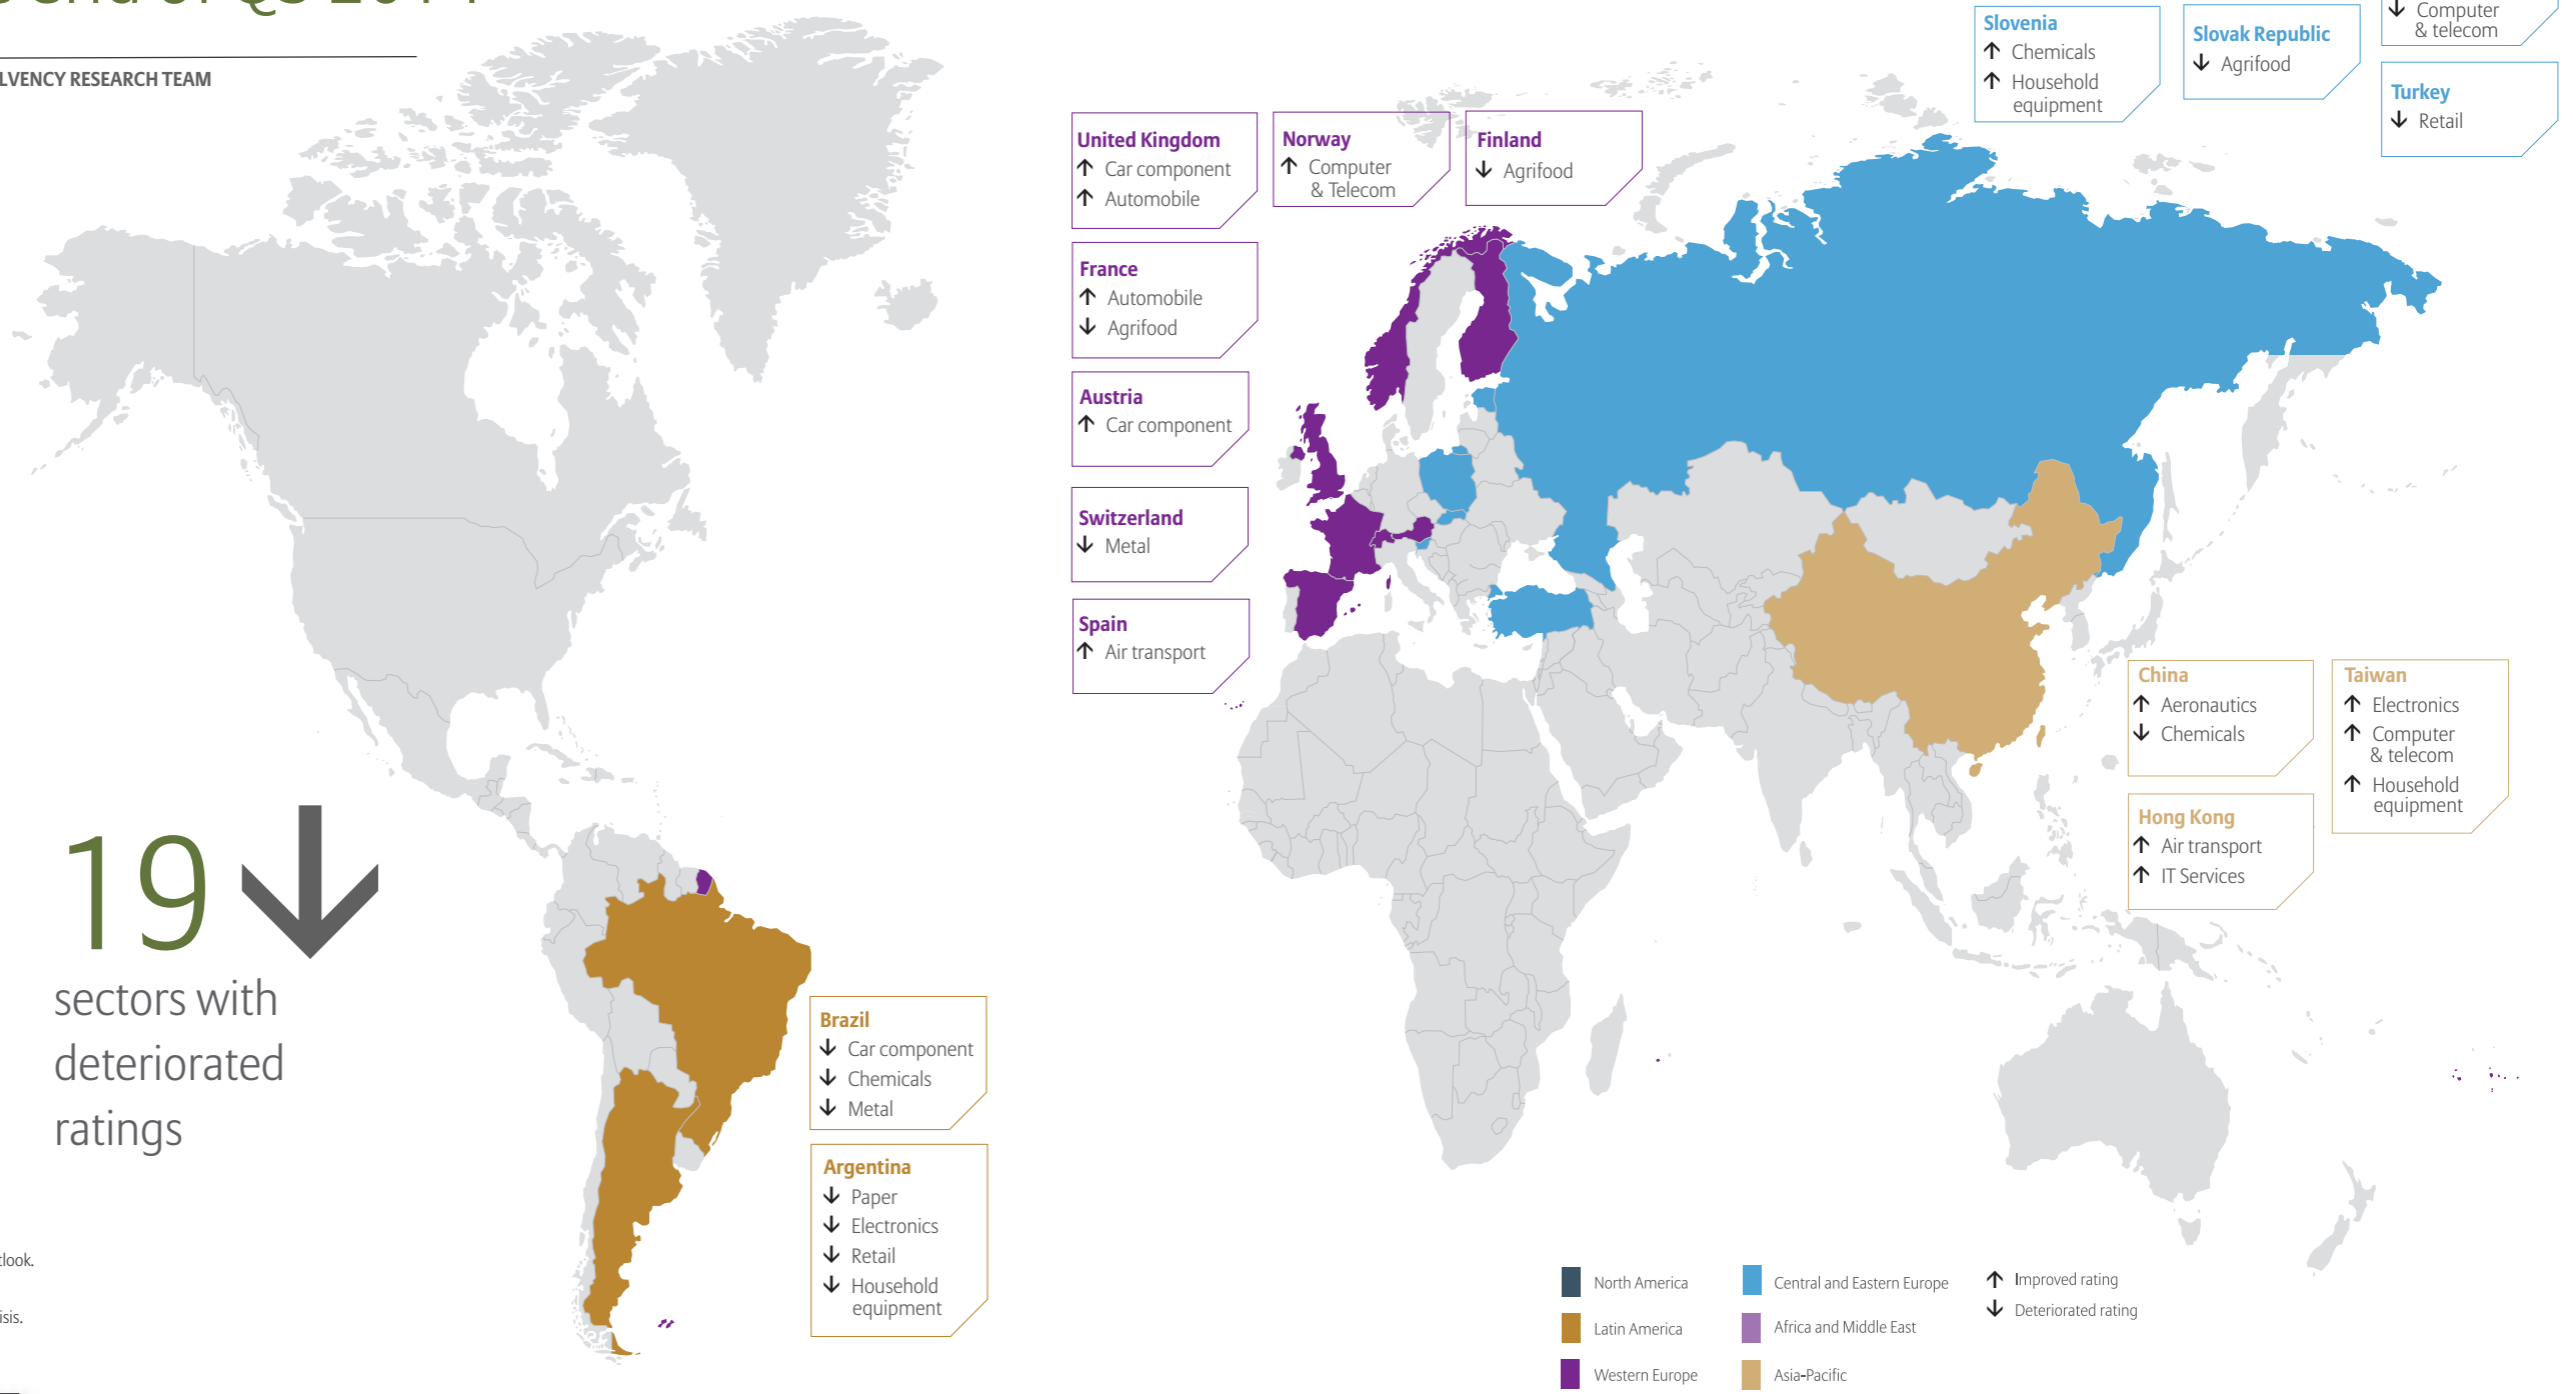 LVENCY RESEARCH TEAM
19
sectors with
deteriorated
ratings
tlook.
isis.
United Kingdom
↑ Car component
↑ Automobile
Norway
↑ Computer
& Telecom
Finland
↓ Agrifood
France
↑ Automobile
↓ Agrifood
Austria
↑ Car component
Switzerland
↓ Metal
Spain
↑ Air transport
Slovenia
↑ Chemicals
↑ Household
equipment
Slovak Republic
↓ Agrifood
↓ Computer
& telecom
Turkey
↓ Retail
China
↑ Aeronautics
↓ Chemicals
Taiwan
↑ Electronics
↑ Computer
& telecom
↑ Household
equipment
Hong Kong
↑ Air transport
↑ IT Services
Brazil
↓ Car component
↓ Chemicals
↓ Metal
Argentina
↓ Paper
↓ Electronics
↓ Retail
↓ Household
equipment
North America
Latin America
Western Europe
Central and Eastern Europe
Africa and Middle East
Asia-Pacific
↑ Improved rating
↓ Deteriorated rating